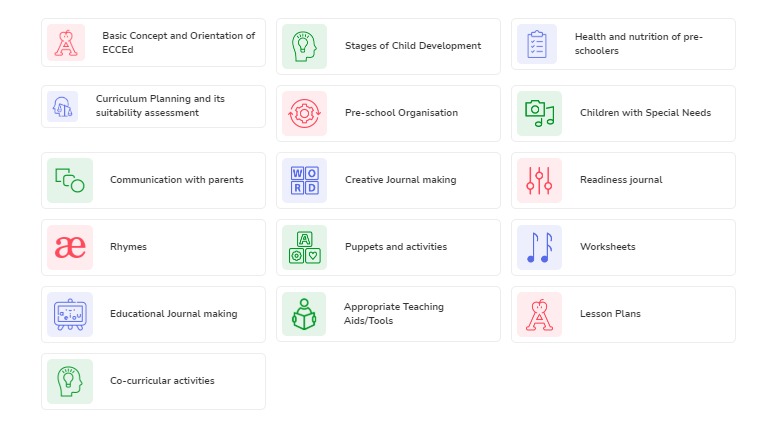 Basic Concept and Orientation of
ECCEd
Stages of Child Development
Health and nutrition of pre-
schoolers
Curriculum Planning and its
suitability assessment
Pre-school Organisation
Children with Special Needs
Communication with parents
W O
R D
Creative Journal making
Readiness journal
æ
Rhymes
A
Puppets and activities
Worksheets
Educational Journal making
Appropriate Teaching
Aids/Tools
Lesson Plans
Co-curricular activities